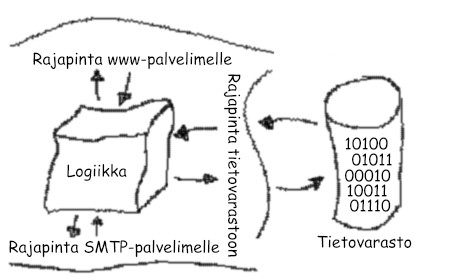 Rajapinta www-palvelimelle
Logiikka
Rajapinta SMTP-palvelimelle
Rajapinta tietovarastoon
10100
01011
00010
10011
01110
Tietovarasto